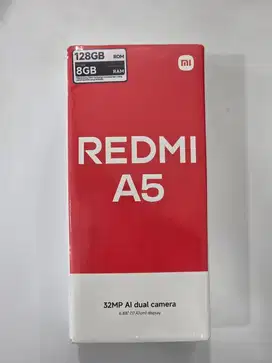 128GB ROM
8GB RAM
mi
REDMI
A5
32MP AI dual camera